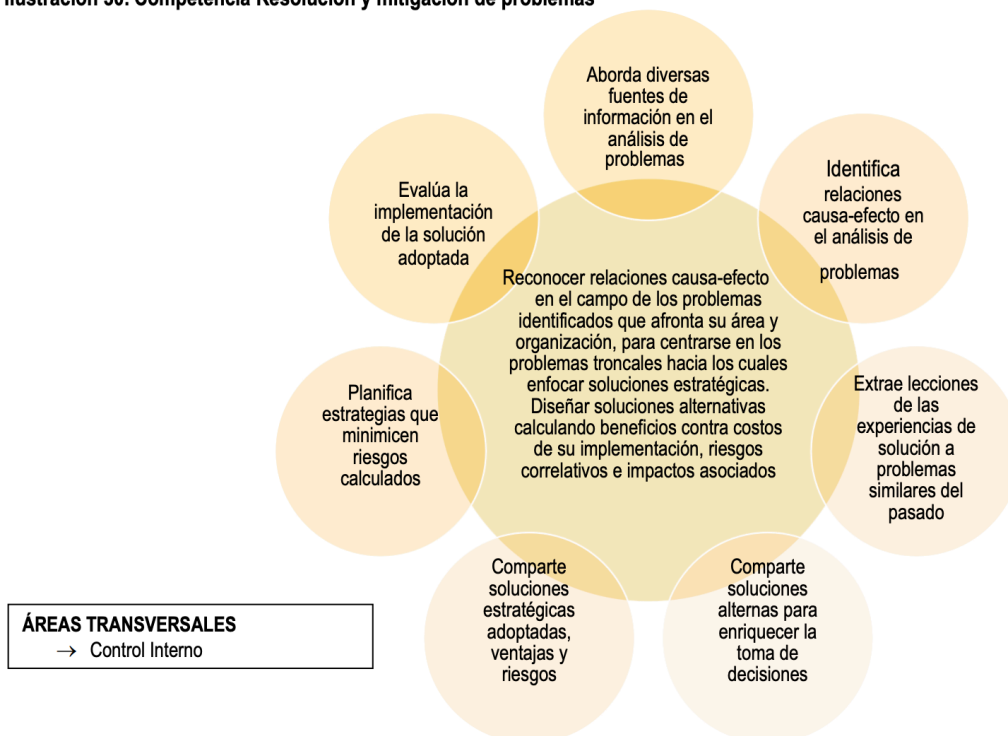 Ilustración 30. Competencia Resolución y mitigación de problemas
Aborda diversas
fuentes de
información en el
análisis de
problemas
Identifica
relaciones
causa-efecto en
el análisis de
problemas
Extrae lecciones
de las
experiencias de
solución a
problemas
similares del
pasado
Comparte
soluciones
alternas para
enriquecer la
toma de
decisiones
Comparte
soluciones
estratégicas
adoptadas,
ventajas y
riesgos
Planifica
estrategias que
minimicen
riesgos
calculados
Evalúa la
implementación
de la solución
adoptada
Reconocer relaciones causa-efecto
en el campo de los problemas
identificados que afronta su área y
organización, para centrarse en los
problemas troncales hacia los cuales
enfocar soluciones estratégicas.
Diseñar soluciones alternativas
calculando beneficios contra costos
de su implementación, riesgos
correlativos e impactos asociados
ÁREAS TRANSVERSALES
→ Control Interno